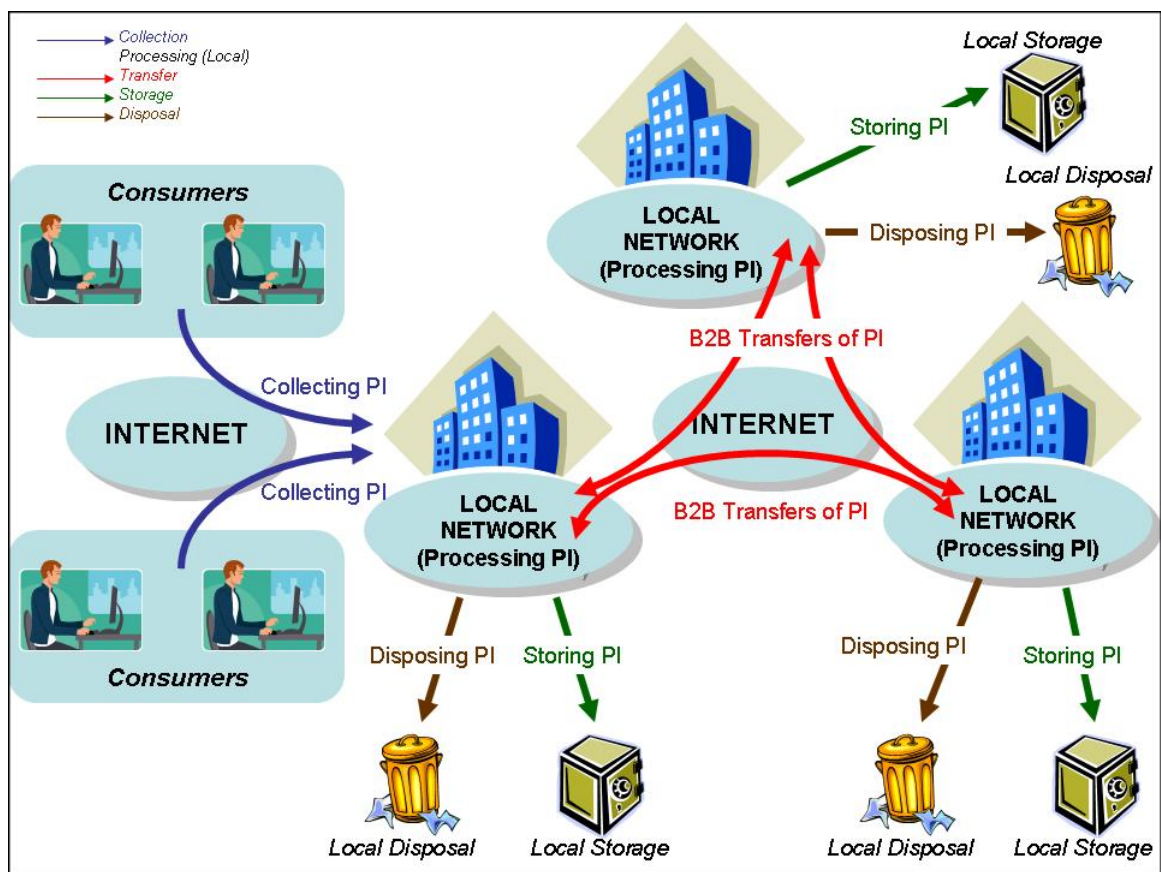 Collection
Processing (Local)
Transfer
Storage
Disposal
Local Storage
Storing PI
Local Disposal
Consumers
LOCAL
NETWORK
(Processing PI)
Disposing PI
B2B Transfers of PI
Collecting PI
INTERNET
INTERNET
Collecting PI
LOCAL
NETWORK
(Processing PI)
B2B Transfers of PI
LOCAL
NETWORK
(Processing PI)
Consumers
Disposing PI
Storing PI
Disposing PI
Storing PI
Local Disposal
Local Storage
Local Disposal
Local Storage